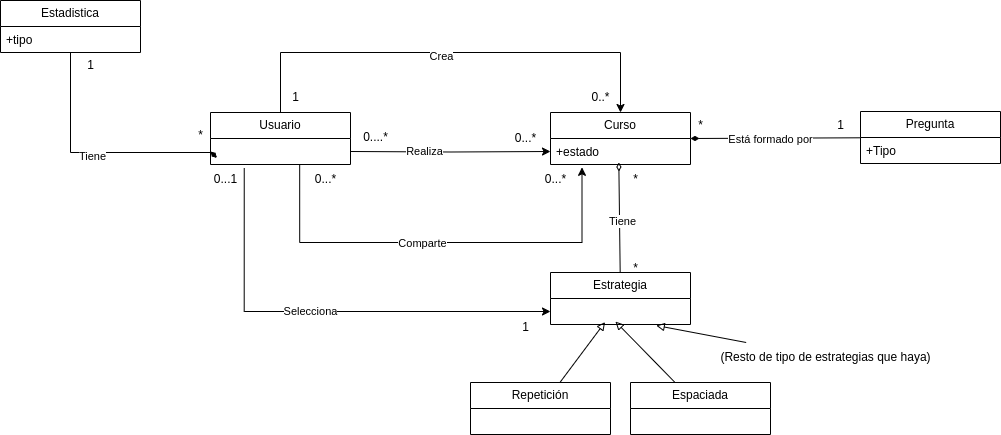 Estadistica
+tipo
1
Crea
1
0..*
*
Usuario
0....*
0...*
Curso
+estado
*
1
Pregunta
+Tipo
Está formado por
Realiza
Tiene
0...1
0...*
0...*
*
Tiene
Comparte
*
Estrategia
Selecciona
1
(Resto de tipo de estrategias que haya)
Repetición
Espaciada